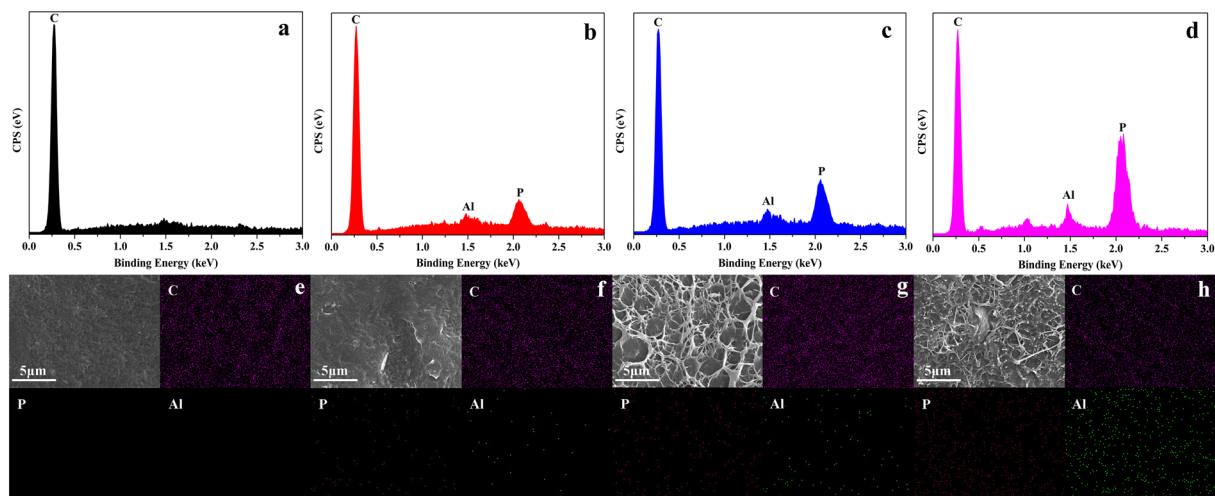 a
C
CPS (eV)
0.0 0.5 1.0 1.5 2.0 2.5 3.0
Binding Energy (keV)
b
C
Al
P
CPS (eV)
0.0 0.5 1.0 1.5 2.0 2.5 3.0
Binding Energy (keV)
c
C
Al
P
CPS (eV)
0.0 0.5 1.0 1.5 2.0 2.5 3.0
Binding Energy (keV)
d
C
P
Al
CPS (eV)
0.0 0.5 1.0 1.5 2.0 2.5 3.0
Binding Energy (keV)
C e
5μm
P Al
C f
5μm
P Al
C g
5μm
P Al
C h
5μm
P Al